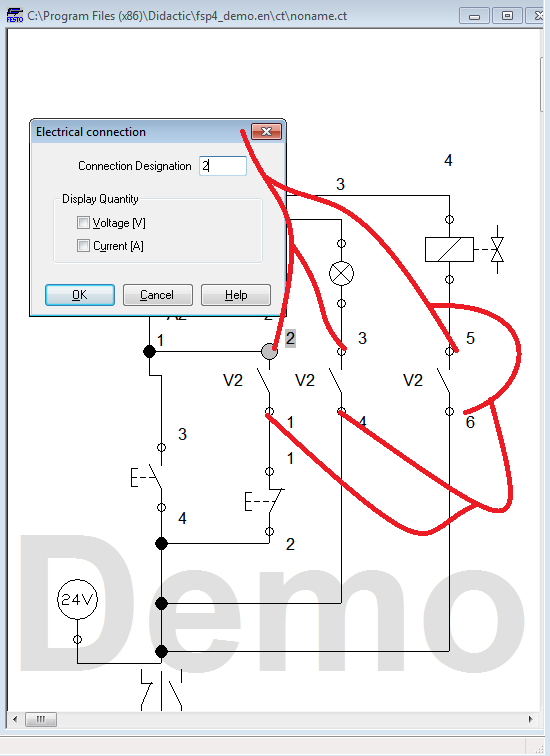 FESTO C:\Program Files (x86)\Didactic\fsp4_demo.en\ct\noname.ct
Electrical connection
Connection Designation 2
Display Quantity
Voltage [V]
Current [A]
OK Cancel Help
4
3
A2 2
1 2 3 5
V2 V2 V2
1 4 6
3
1
4
2
Demo
24V